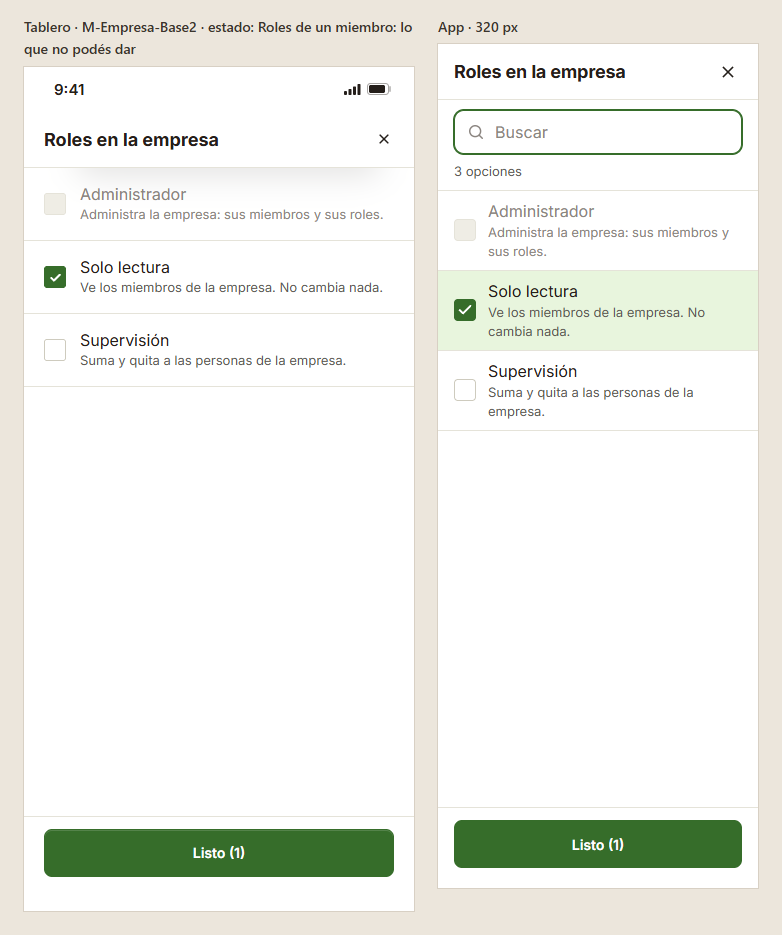 Tablero · M-Empresa-Base2 · estado: Roles de un miembro: lo
que no podés dar
9:41
Roles en la empresa
Administrador
Administra la empresa: sus miembros y sus roles.
Solo lectura
Ve los miembros de la empresa. No cambia nada.
Supervisión
Suma y quita a las personas de la empresa.
Listo (1)
App · 320 px
Roles en la empresa
Buscar
3 opciones
Administrador
Administra la empresa: sus miembros y
sus roles.
Solo lectura
Ve los miembros de la empresa. No
cambia nada.
Supervisión
Suma y quita a las personas de la
empresa.
Listo (1)